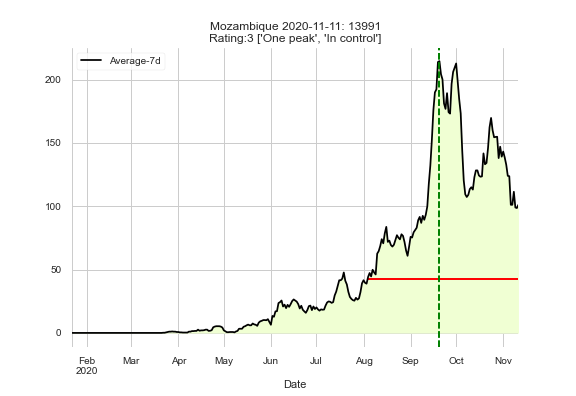 Mozambique 2020-11-11: 13991
Rating:3 ['One peak', 'In control']
Average-7d
200
150
100
50
0
Feb Mar Apr May Jun Jul Aug Sep Oct Nov
2020
Date